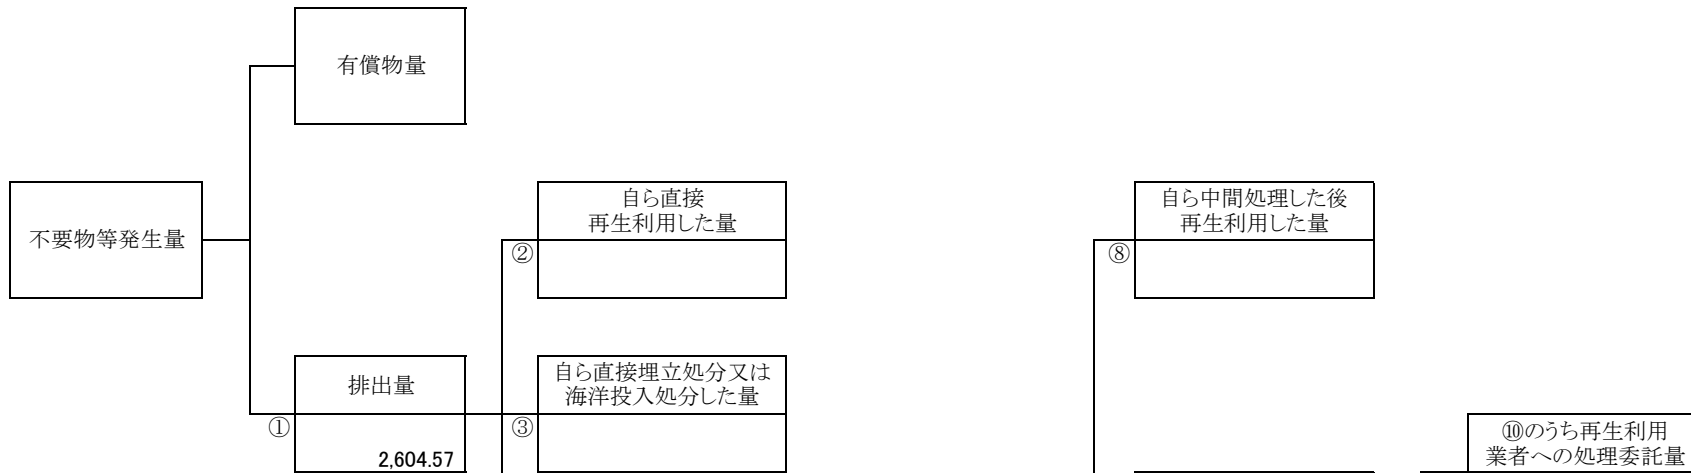 有償物量
不要物等発生量
自ら直接
再生利用した量
②
自ら中間処理した後
再生利用した量
⑧
排出量
①
2,604.57
自ら直接埋立処分又は
海洋投入処分した量
③
⑩のうち再生利用
業者への処理委託量